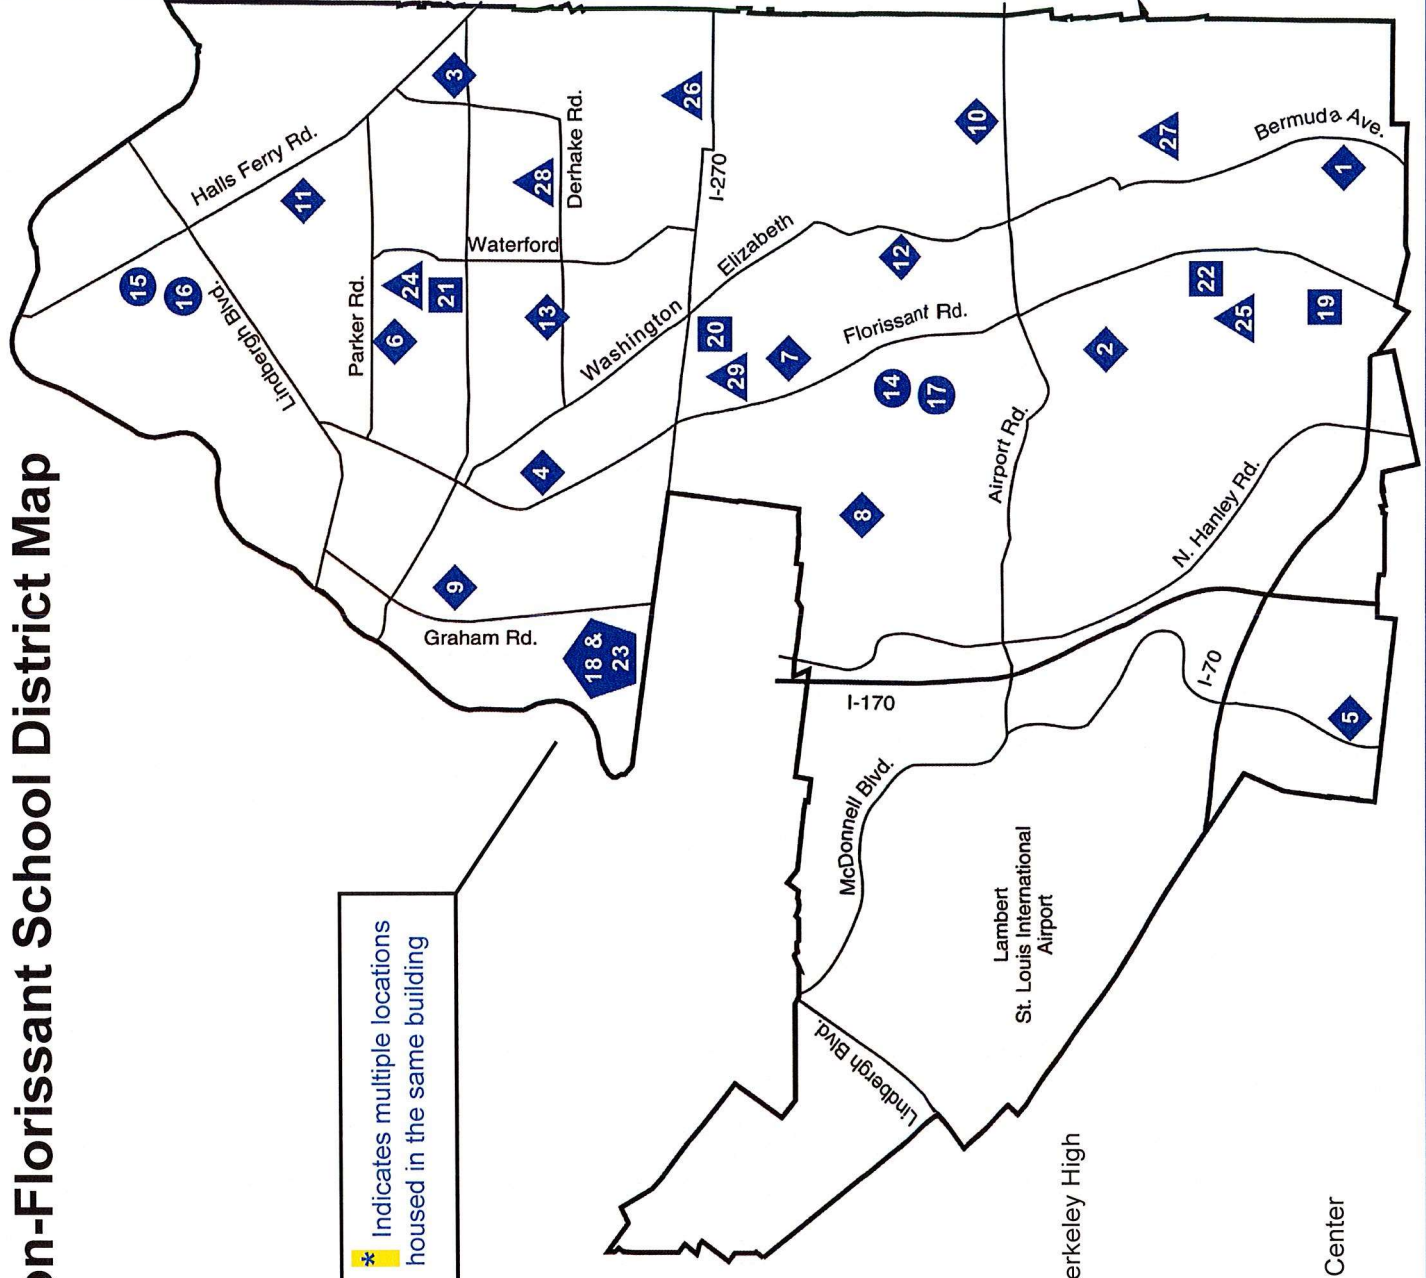 on-Florissant School District Map
* Indicates multiple locations
housed in the same building
Halls Ferry Rd.
15
16
11
3
Lindbergh Blvd.
Parker Rd.
6
24
21
Waterford
28
Derhake Rd.
13
26
I-270
9
4
Graham Rd.
18 &
23
Washington
Elizabeth
20
29
7
Florissant Rd.
12
10
14
17
8
Airport Rd.
27
Bermuda Ave.
1
2
22
25
19
N. Hanley Rd.
I-170
I-70
5
McDonnell Blvd.
Lindbergh Blvd.
Lambert
St. Louis International
Airport
erkeley High
Center